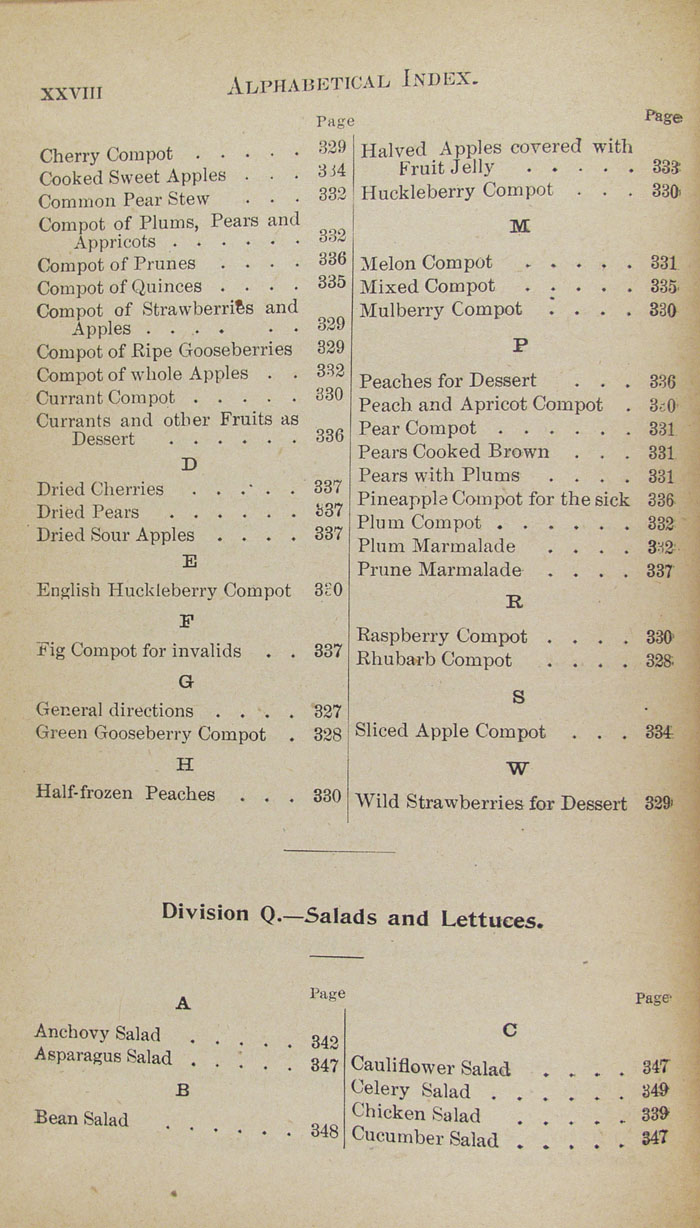 XXVIII
ALPHABETICAL INDEX.
Page
Cherry Compot . . . . . 329
Cooked Sweet Apples . . . 334
Common Pear Stew . . . 332
Compot of Plums, Pears and
Appricots . . . . . . 332
Compot of Prunes . . . . 336
Compot of Quinces . . . . 335
Compot of Strawberries and
Apples . . . . . . 329
Compot of Ripe Gooseberries 329
Compot of whole Apples . . 332
Currant Compot . . . . . 330
Currants and other Fruits as
Dessert . . . . . . 336
D
Dried Cherries . . . . . 337
Dried Pears . . . . . . 337
Dried Sour Apples . . . . 337
E
English Huckleberry Compot 330
F
Fig Compot for invalids . . 337
G
General directions . . . . 327
Green Gooseberry Compot . 328
H
Half-frozen Peaches . . . 330
Page
Halved Apples covered with
Fruit Jelly . . . . . 333
Huckleberry Compot . . . 330
M
Melon Compot . . . . . 331
Mixed Compot . . . . . 335
Mulberry Compot . . . . 330
P
Peaches for Dessert . . . 336
Peach and Apricot Compot . 330
Pear Compot . . . . . . 331
Pears Cooked Brown . . . 331
Pears with Plums . . . . 331
Pineapple Compot for the sick 336
Plum Compot . . . . . . 332
Plum Marmalade . . . . 332
Prune Marmalade . . . . 337
R
Raspberry Compot . . . . 330
Rhubarb Compot . . . . 328
S
Sliced Apple Compot . . . 334
W
Wild Strawberries for Dessert 329
Division Q.—Salads and Lettuces.
Page
A
Anchovy Salad . . . . . 342
Asparagus Salad . . . . . 347
B
Bean Salad . . . . . . 348
Page
C
Cauliflower Salad . . . . 347
Celery Salad . . . . . . 349
Chicken Salad . . . . . 339
Cucumber Salad . . . . . 347